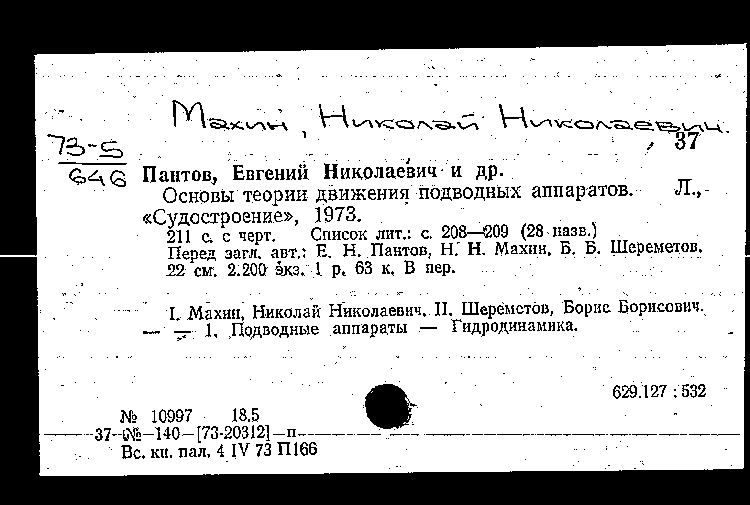 Махин, Николай Николаевич.
37
73-5
646
Пантов, Евгений Николаевич и др.
Основы теории движения подводных аппаратов. Л.,
«Судостроение», 1973.
211 с. с черт. Список лит.: с. 208—209 (28 назв.)
Перед загл. авт.: Е. Н. Пантов, Н. Н. Махин, Б. Б. Шереметов.
22 см. 2.200 экз. 1 р. 63 к. В пер.
I. Махин, Николай Николаевич. II. Шереметов, Борис Борисович.
— — 1. Подводные аппараты — Гидродинамика.
629.127 : 532
№ 10997 18.5
37—№—140—[73-20312]—п
Вс. кн. пал. 4 IV 73 П166